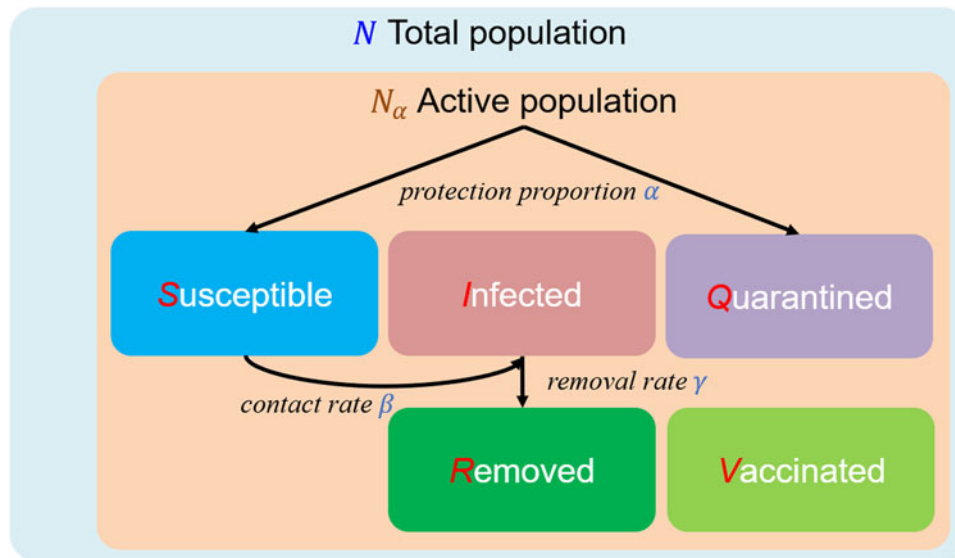 N Total population
Nα Active population
protection proportion α
Susceptible
Infected
Quarantined
contact rate β
removal rate γ
Removed
Vaccinated